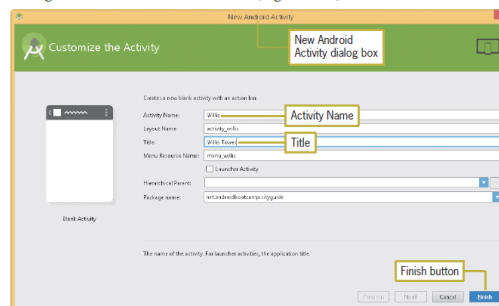 New Android Activity
Customize the Activity
New Android
Activity dialog box
Creates a new blank activity with an action bar.
Activity Name: Willis
Activity Name
Layout Name: activity_willis
Title: Willis Tower
Title
Menu Resource Name: menu_willis
Launcher Activity
Hierarchical Parent:
Package name: net.androidbootcamp.cityguide
Blank Activity
The name of the activity. For launcher activities, the application title.
Finish button
Previous Next Cancel Finish